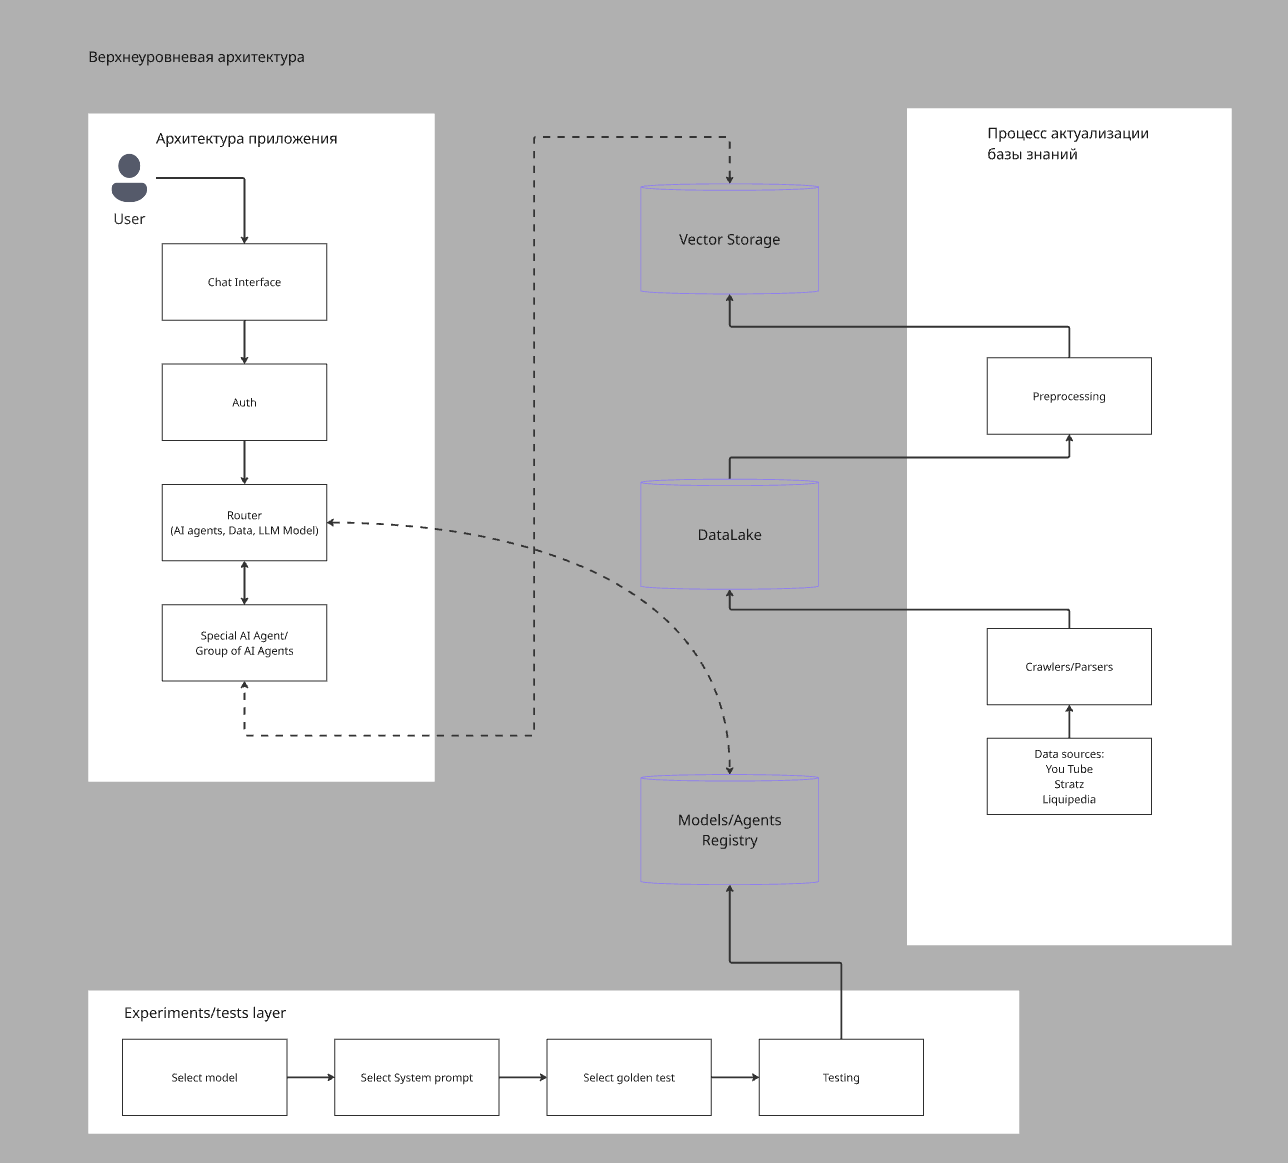 Верхнеуровневая архитектура
Архитектура приложения
User
Chat Interface
Auth
Router
(AI agents, Data, LLM Model)
Special AI Agent/
Group of AI Agents
Vector Storage
DataLake
Models/Agents
Registry
Процесс актуализации
базы знаний
Preprocessing
Crawlers/Parsers
Data sources:
You Tube
Stratz
Liquipedia
Experiments/tests layer
Select model
Select System prompt
Select golden test
Testing